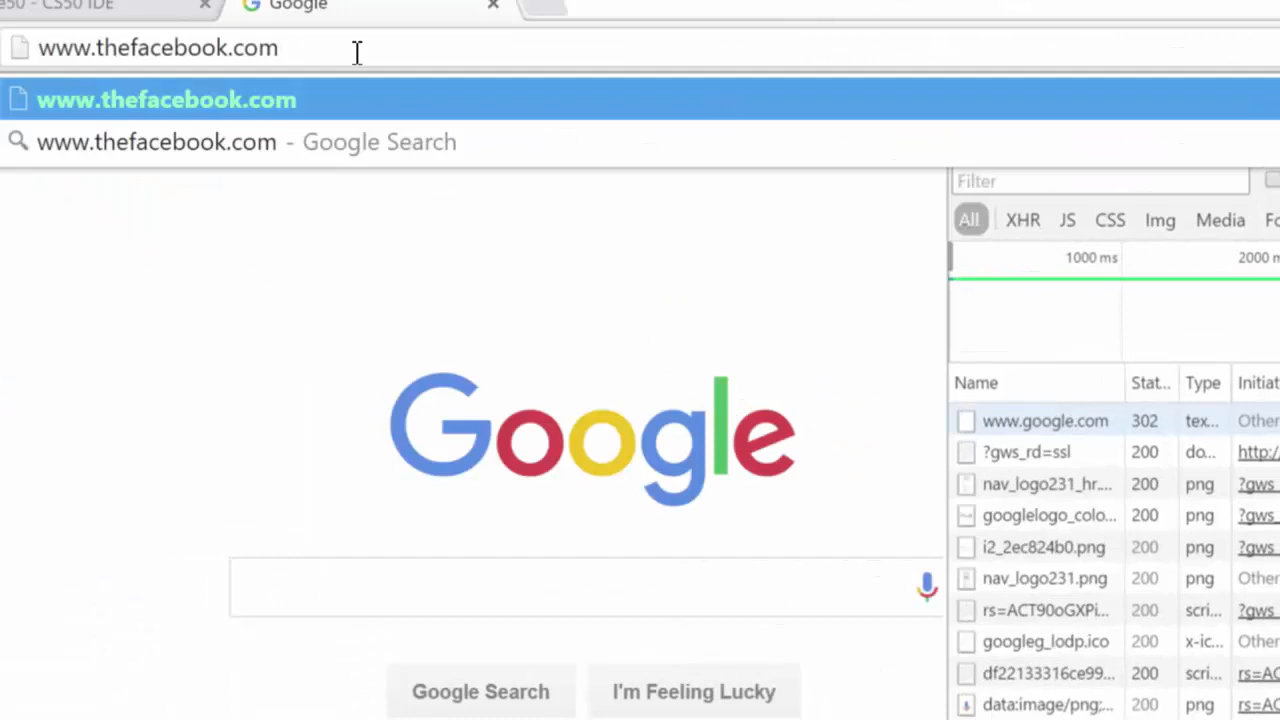 e50 - CS50 IDE
Google
www.thefacebook.com
www.thefacebook.com
www.thefacebook.com - Google Search
Filter
All XHR JS CSS Img Media Fo
1000 ms 2000 m
Google
Name Stat... Type Initiat
www.google.com 302 tex... Other
?gws_rd=ssl 200 do... http:/
nav_logo231_hr.... 200 png ?gws_
googlelogo_colo... 200 png ?gws_
i2_2ec824b0.png 200 png ?gws_
nav_logo231.png 200 png Other
rs=ACT90oGXPi... 200 scri... ?gws_
googleg_lodp.ico 200 x-ic... Other
df22133316ce99... 200 scri... rs=AC
data:image/png;... 200 png rs=AC
Google Search I'm Feeling Lucky